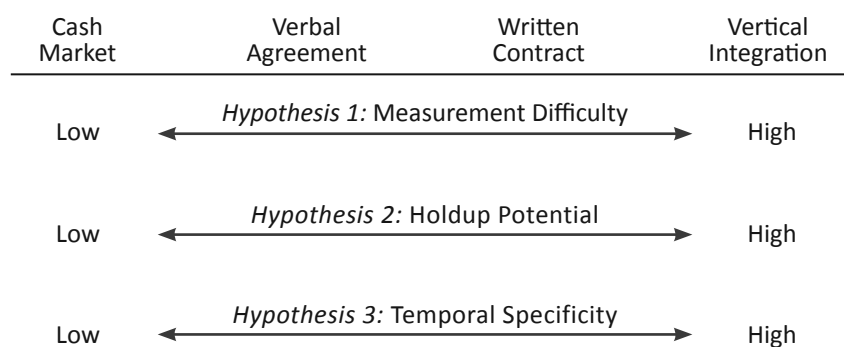 Cash Verbal Written Vertical
Market Agreement Contract Integration
Hypothesis 1: Measurement Difficulty
Low High
Hypothesis 2: Holdup Potential
Low High
Hypothesis 3: Temporal Specificity
Low High